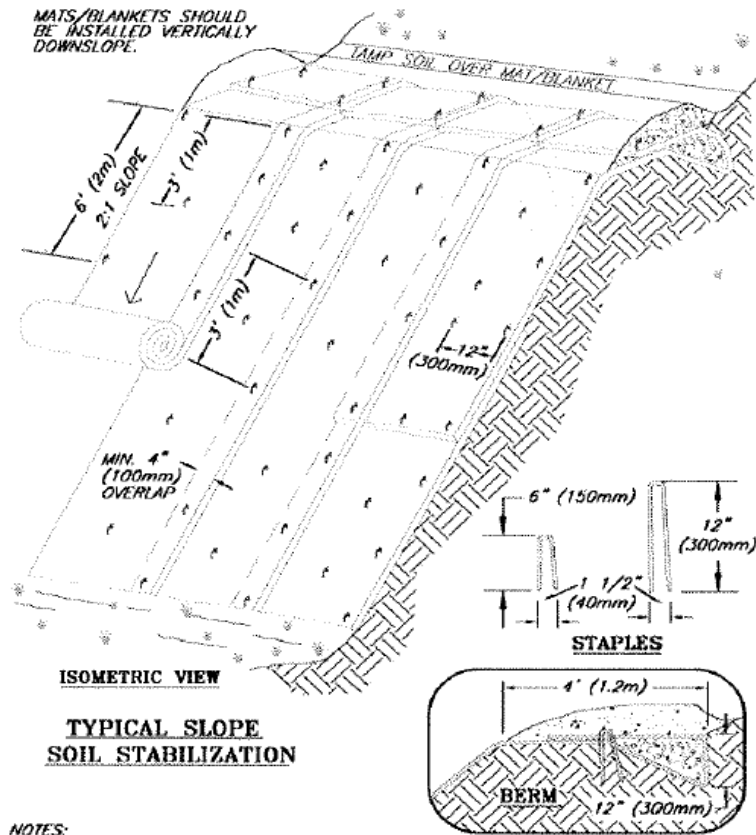 MATS/BLANKETS SHOULD
BE INSTALLED VERTICALLY
DOWNSLOPE.
TAMP SOIL OVER MAT/BLANKET
6' (2m)
2:1 SLOPE
3' (1m)
3' (1m)
12"
(300mm)
MIN. 4"
(100mm)
OVERLAP
6" (150mm)
12"
(300mm)
1 1/2"
(40mm)
STAPLES
ISOMETRIC VIEW
TYPICAL SLOPE
SOIL STABILIZATION
4' (1.2m)
BERM
12" (300mm)
NOTES: